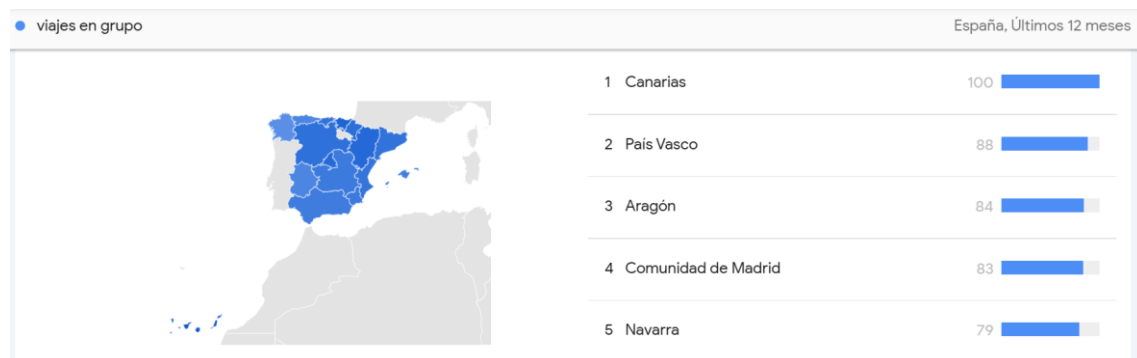 viajes en grupo España, Últimos 12 meses
1 Canarias 100
2 País Vasco 88
3 Aragón 84
4 Comunidad de Madrid 83
5 Navarra 79